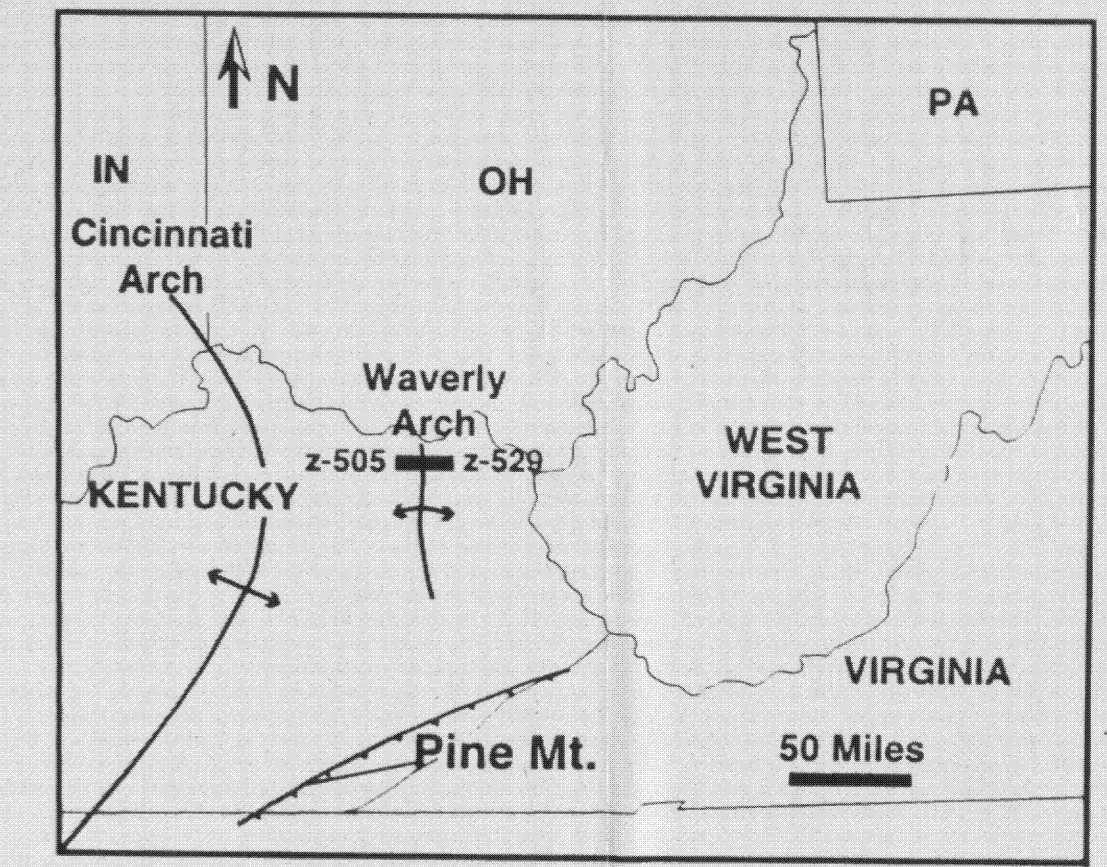 N
PA
IN
OH
Cincinnati
Arch
Waverly
Arch
z-505
z-529
WEST
VIRGINIA
KENTUCKY
VIRGINIA
Pine Mt.
50 Miles